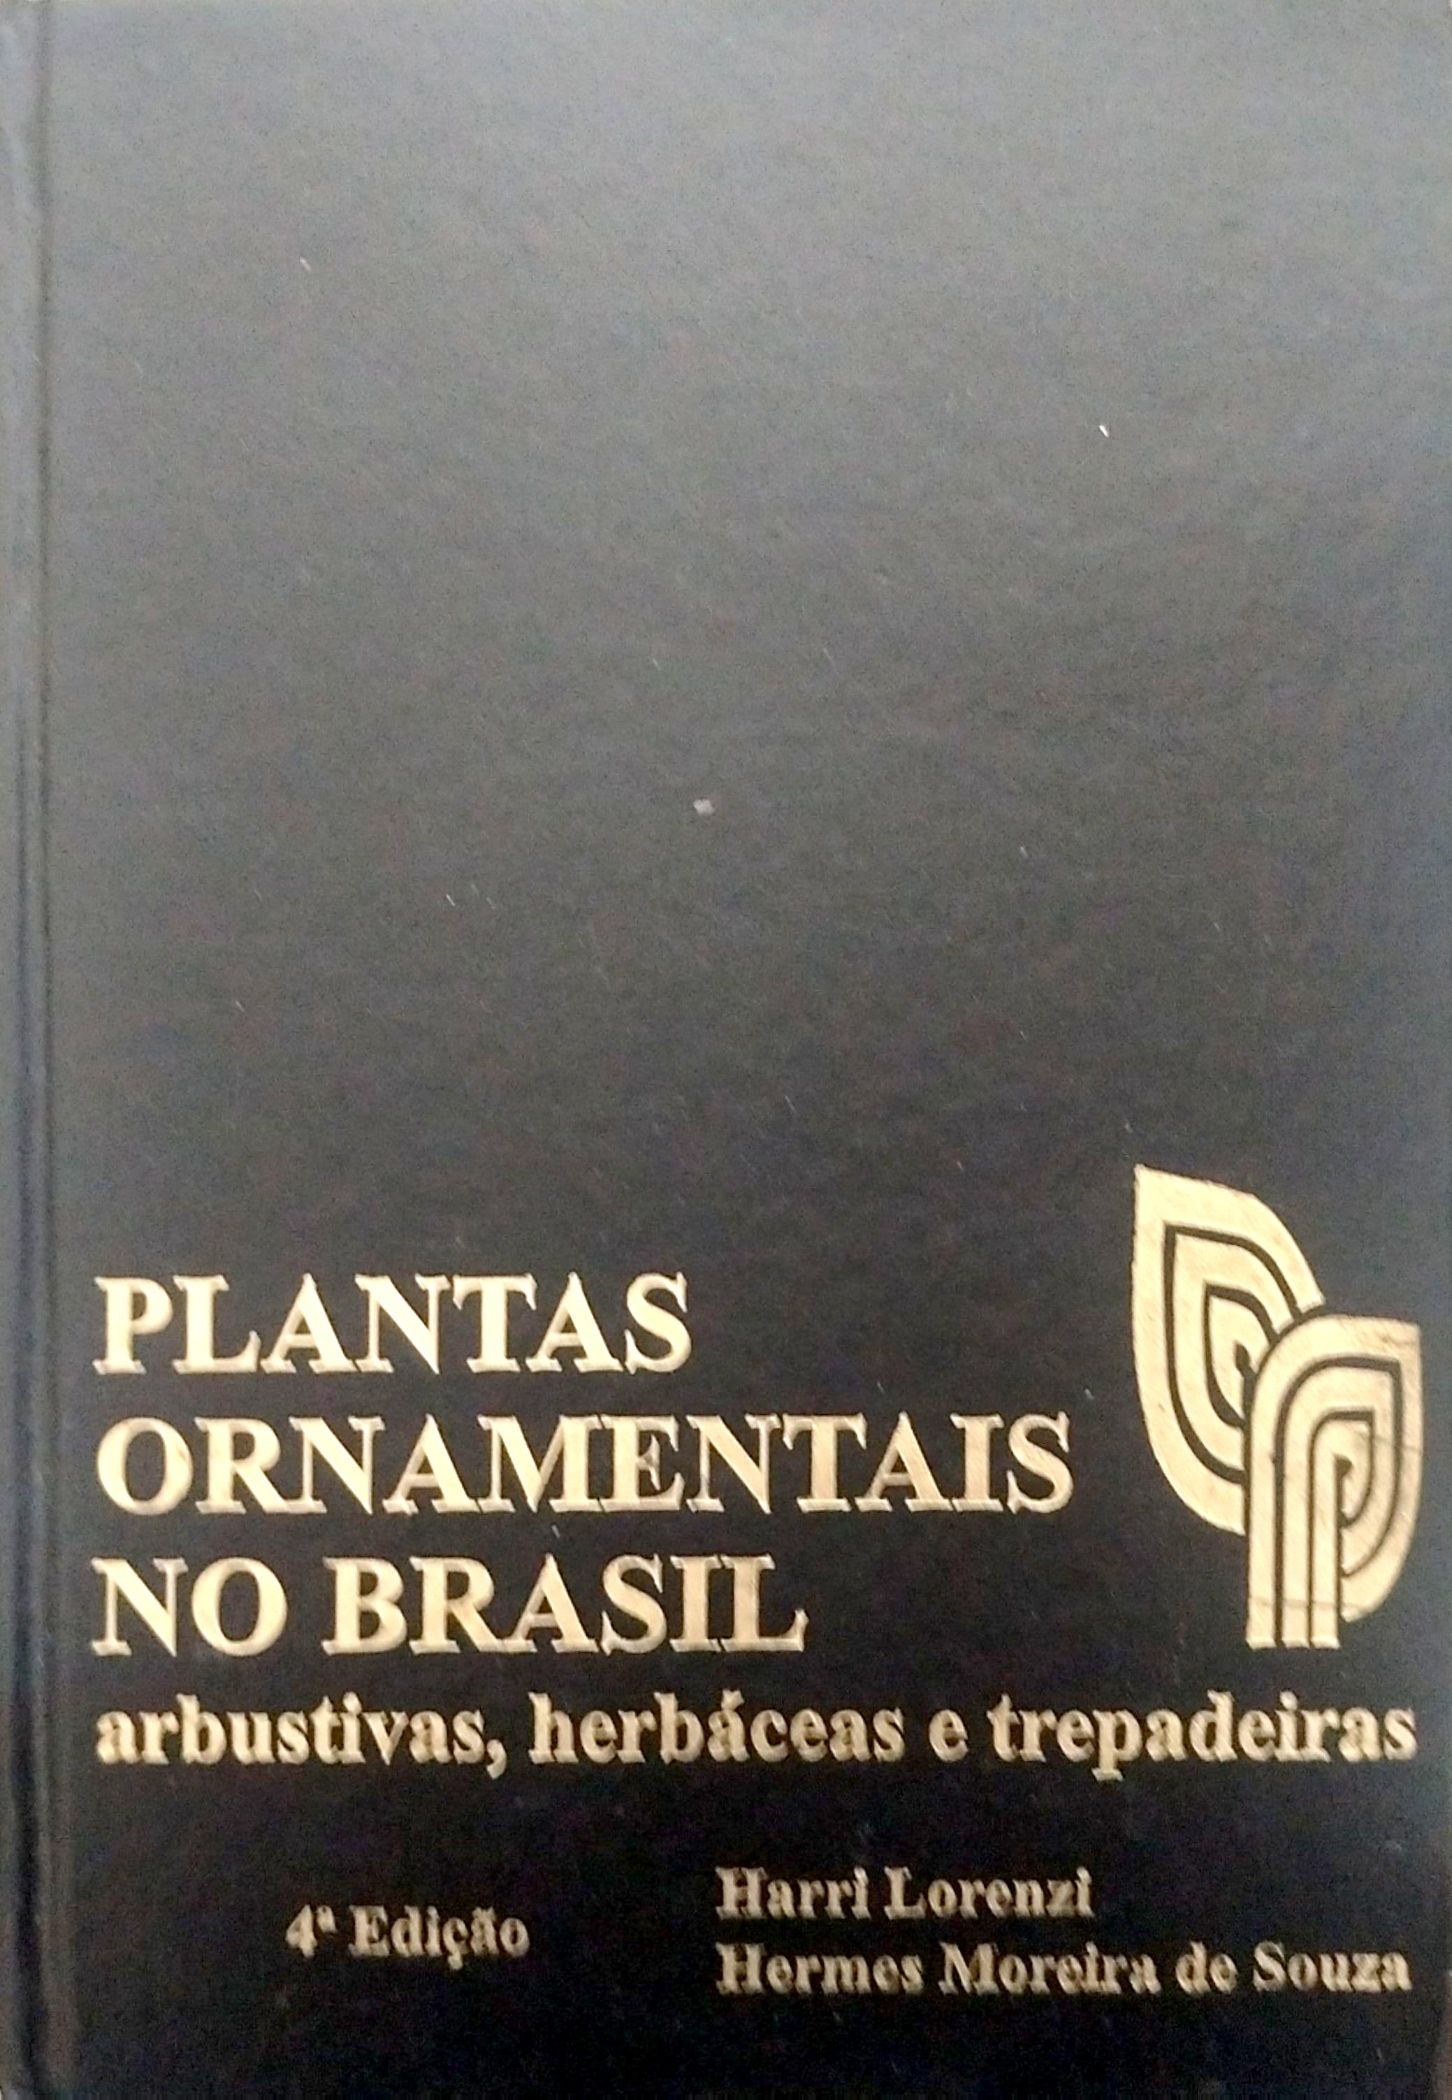 PLANTAS
ORNAMENTAIS
NO BRASIL
arbustivas, herbáceas e trepadeiras
4ª Edição
Harri Lorenzi
Hermes Moreira de Souza